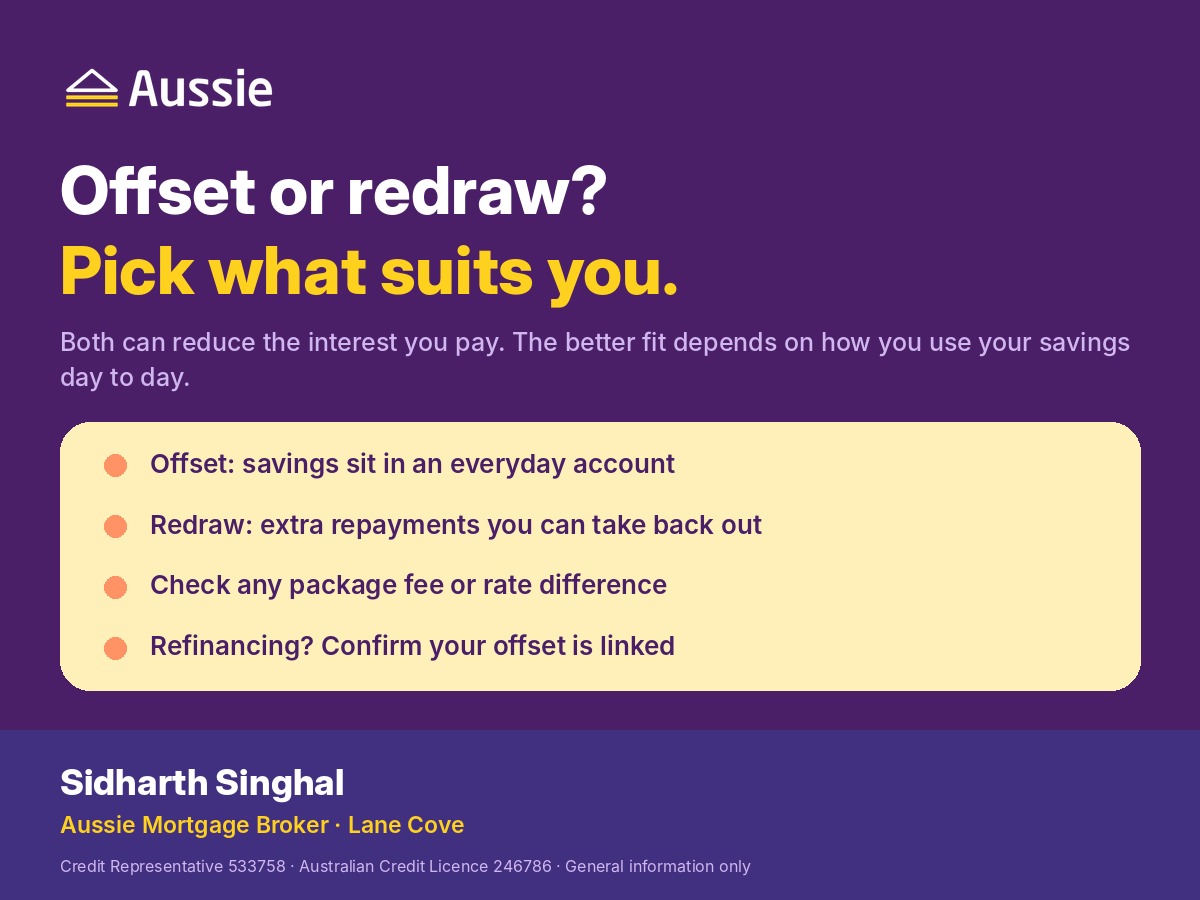 Aussie
Offset or redraw?
Pick what suits you.
Both can reduce the interest you pay. The better fit depends on how you use your savings
day to day.
Offset: savings sit in an everyday account
Redraw: extra repayments you can take back out
Check any package fee or rate difference
Refinancing? Confirm your offset is linked
Sidharth Singhal
Aussie Mortgage Broker · Lane Cove
Credit Representative 533758 · Australian Credit Licence 246786 · General information only